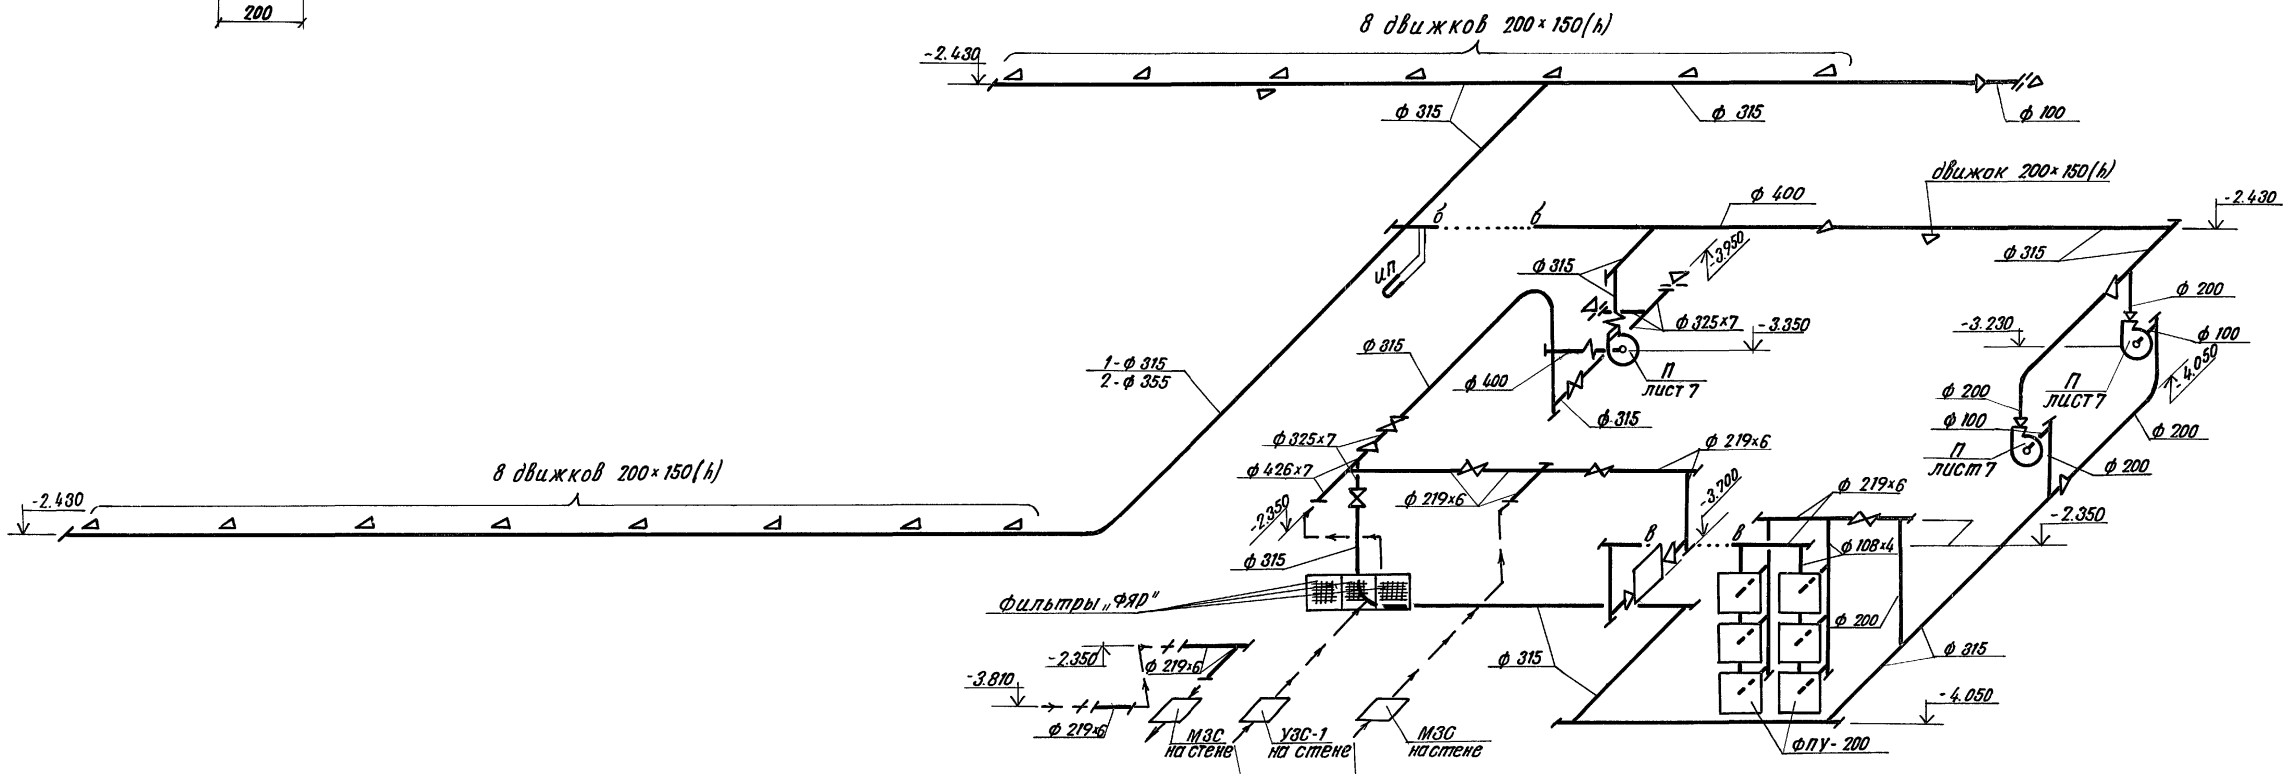 200
8 движков 200×150(h)
-2.430
ф 315
ф 315
ф 100
движок 200×150(h)
ф 400
-2.430
б
б
ип
ф315
-3.950
ф 315
ф 200
ф 325×7
-3.350
-3.230
ф 100
-4.050
1-ф 315
2-ф 355
ф 315
ф 400
П
лист 7
ф 315
П
лист 7
ф 200
ф 100
ф 200
П
лист 7
ф 200
ф 325×7
ф 219×6
ф 426×7
ф 219×6
8 движков 200×150(h)
-2.430
-2.350
-3.700
ф 219×6
-2.350
в
в
ф 108×4
ф 315
фильтры „ФЯР"
ф 200
ф 315
-2.350
ф 219×6
ф 315
-3.810
ф 219×6
-4.050
МЗС
на стене
УЗС-1
на стене
МЗС
на стене
ФПУ-200